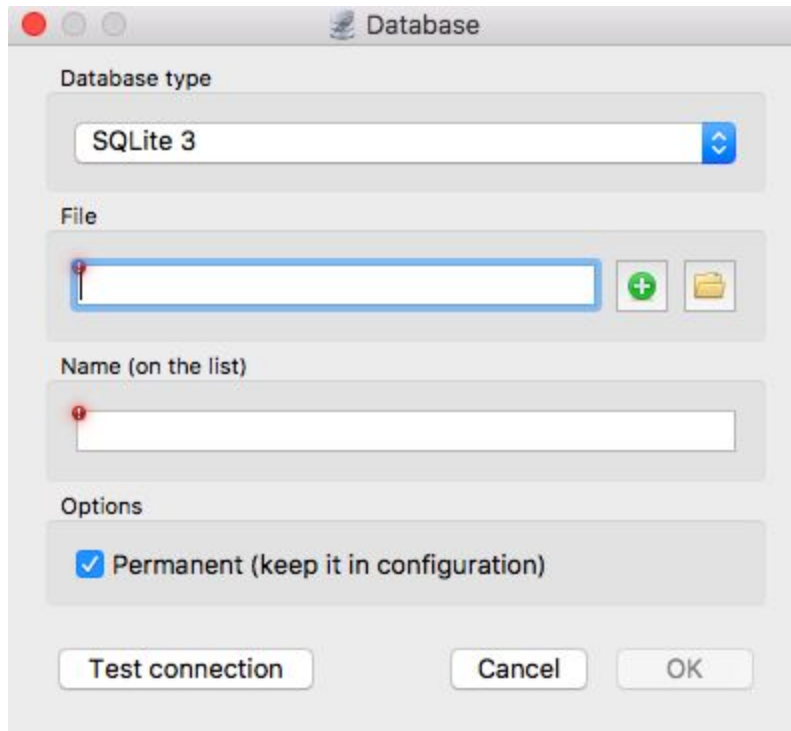 Database
Database type
SQLite 3
File
Name (on the list)
Options
Permanent (keep it in configuration)
Test connection Cancel OK